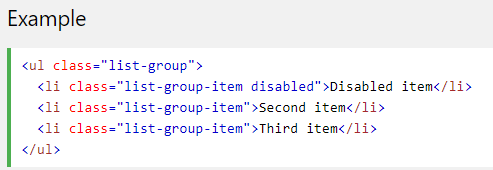 Example
<ul class="list-group">
  <li class="list-group-item disabled">Disabled item</li>
  <li class="list-group-item">Second item</li>
  <li class="list-group-item">Third item</li>
</ul>